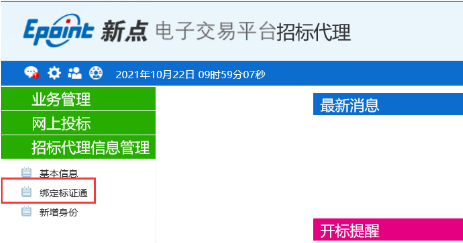 Epoint 新点 电子交易平台招标代理
2021年10月22日 09时59分07秒
业务管理
网上投标
招标代理信息管理
基本信息
绑定标证通
新增身份
最新消息
开标提醒